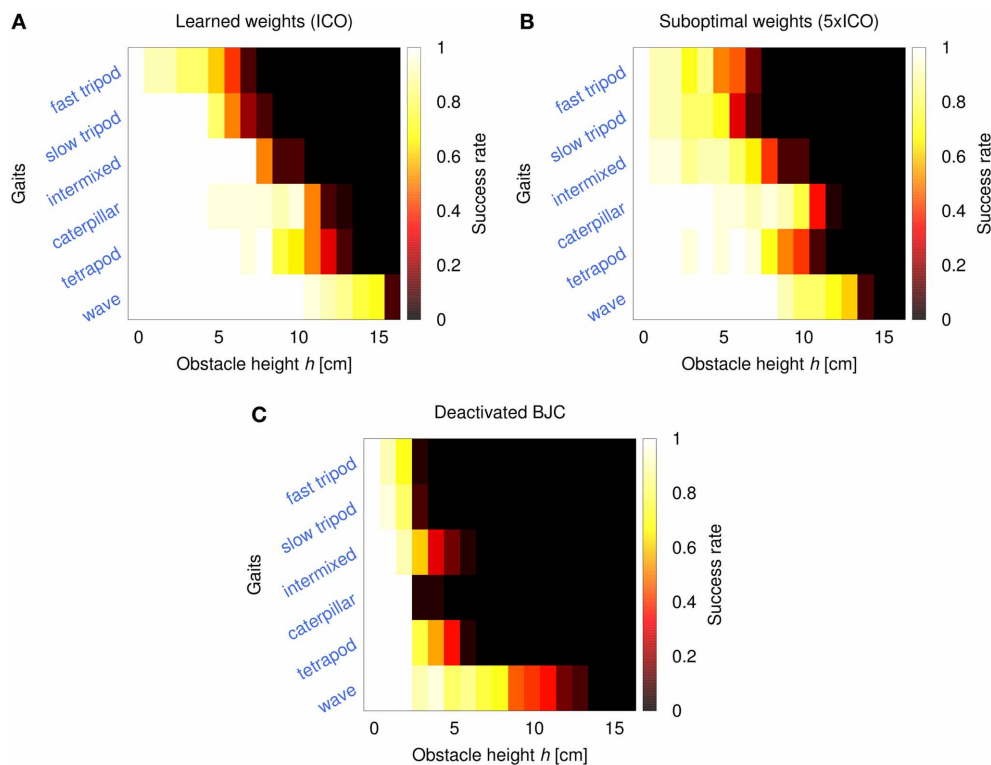 A
Learned weights (ICO)
fast tripod
slow tripod
intermixed
caterpillar
tetrapod
wave
Gaits
0
5
10
15
Obstacle height h [cm]
1
0.8
0.6
0.4
0.2
0
Success rate
B
Suboptimal weights (5xICO)
fast tripod
slow tripod
intermixed
caterpillar
tetrapod
wave
Gaits
0
5
10
15
Obstacle height h [cm]
1
0.8
0.6
0.4
0.2
0
Success rate
C
Deactivated BJC
fast tripod
slow tripod
intermixed
caterpillar
tetrapod
wave
Gaits
0
5
10
15
Obstacle height h [cm]
1
0.8
0.6
0.4
0.2
0
Success rate